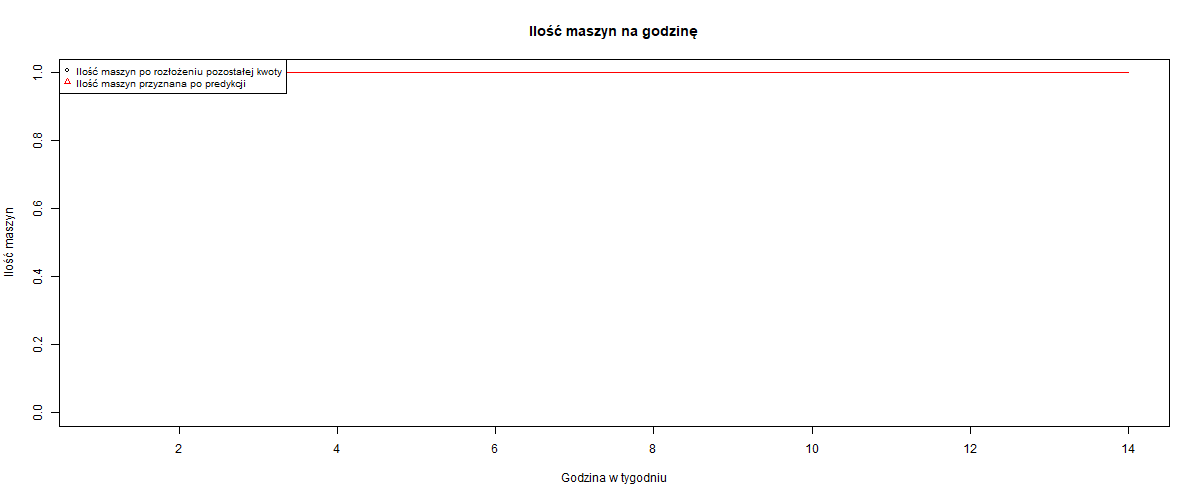 Ilość maszyn na godzinę
Ilość maszyn po rozłożeniu pozostałej kwoty
Ilość maszyn przyznana po predykcji
Ilość maszyn
1.0
0.8
0.6
0.4
0.2
0.0
2 4 6 8 10 12 14
Godzina w tygodniu